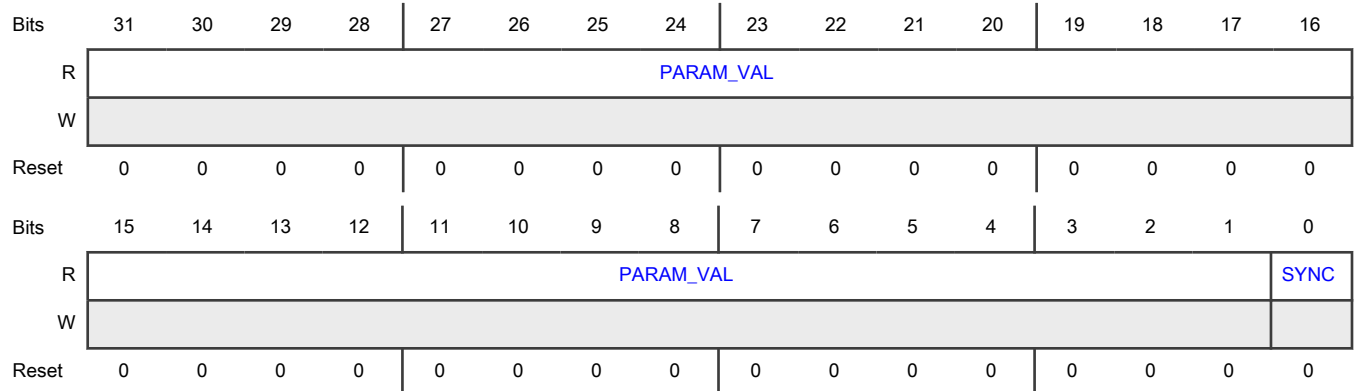 Bits 31 30 29 28 27 26 25 24 23 22 21 20 19 18 17 16
R PARAM_VAL
W
Reset 0 0 0 0 0 0 0 0 0 0 0 0 0 0 0 0
Bits 15 14 13 12 11 10 9 8 7 6 5 4 3 2 1 0
R PARAM_VAL SYNC
W
Reset 0 0 0 0 0 0 0 0 0 0 0 0 0 0 0 0